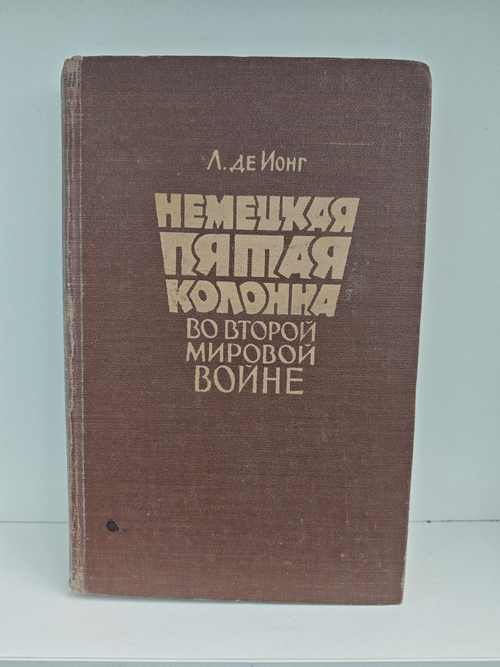 Л. де Ионг
НЕМЕЦКАЯ
ПЯТАЯ
КОЛОННА
ВО ВТОРОЙ
МИРОВОЙ
ВОЙНЕ